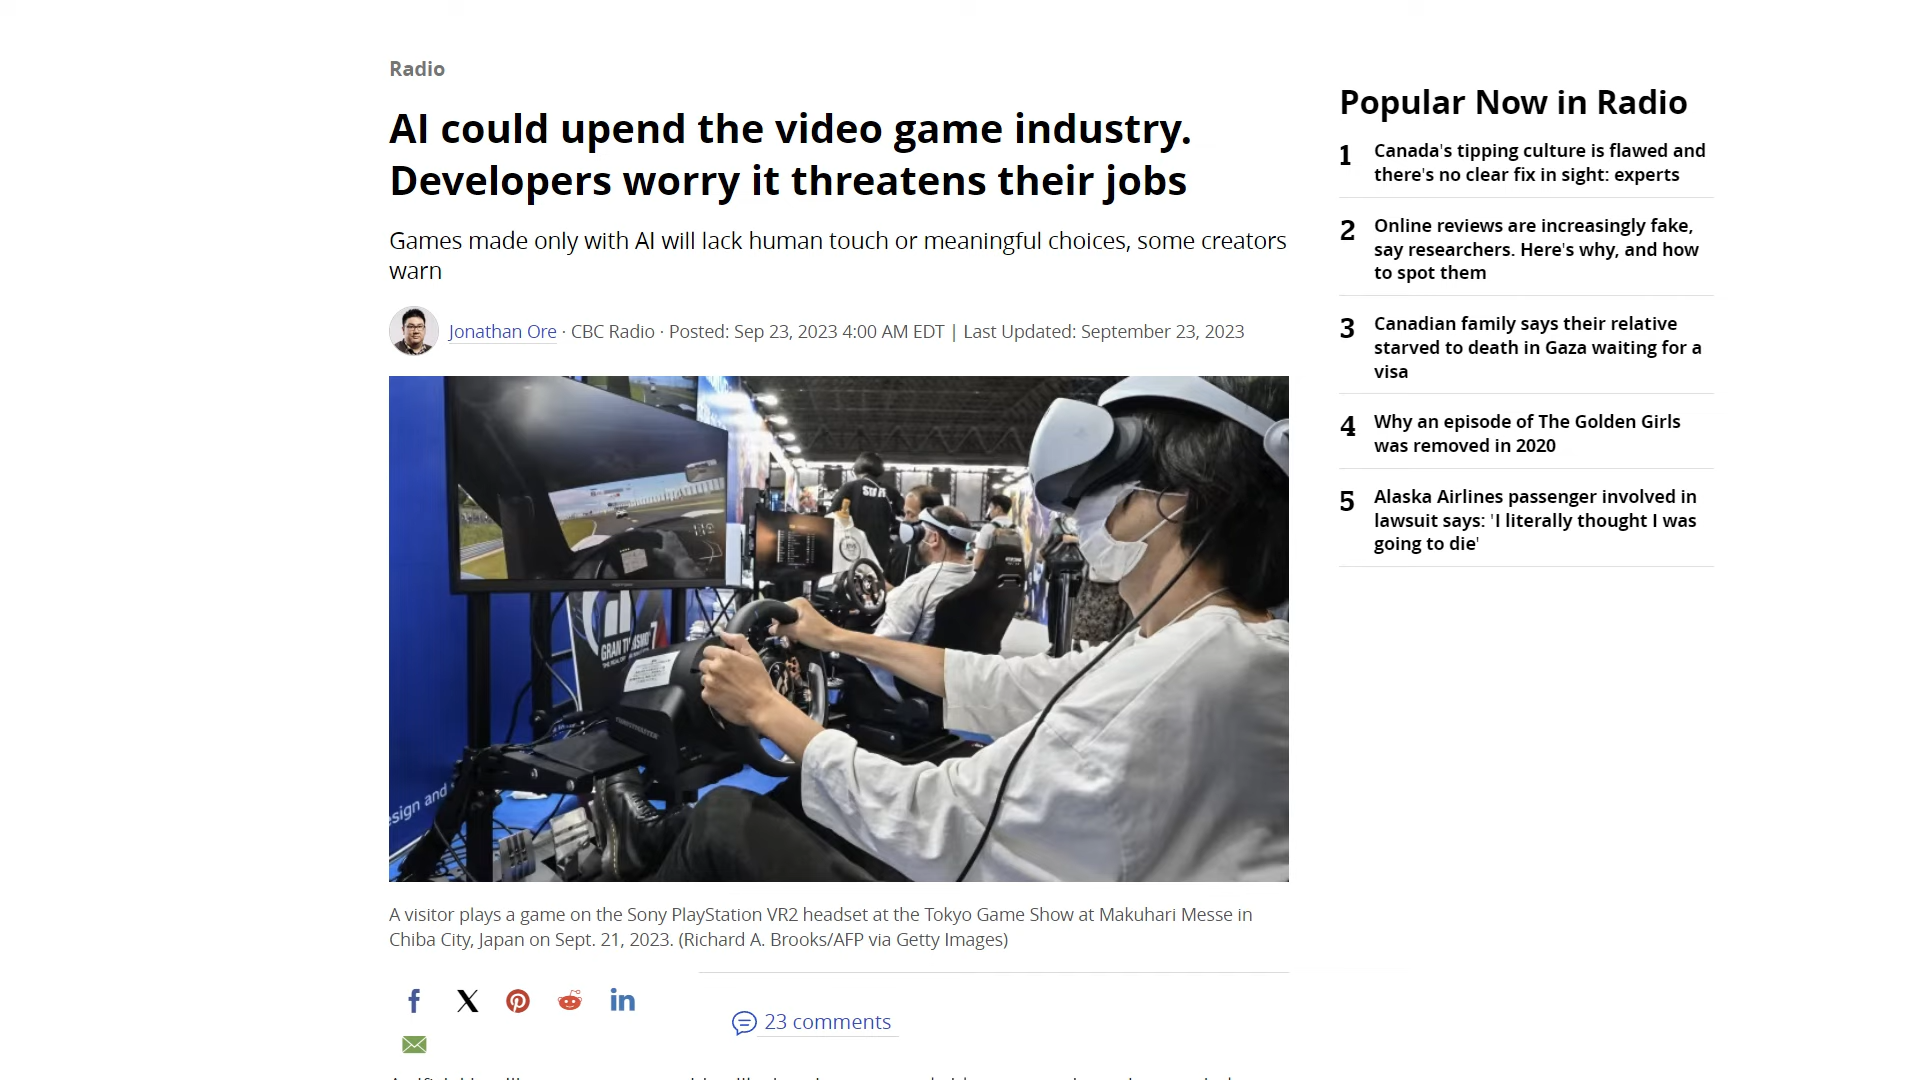 Radio
AI could upend the video game industry.
Developers worry it threatens their jobs
Games made only with AI will lack human touch or meaningful choices, some creators
warn
Jonathan Ore · CBC Radio · Posted: Sep 23, 2023 4:00 AM EDT | Last Updated: September 23, 2023
STAFF
GRAN TURISMO 7
THRUSTMASTER
esign and
A visitor plays a game on the Sony PlayStation VR2 headset at the Tokyo Game Show at Makuhari Messe in
Chiba City, Japan on Sept. 21, 2023. (Richard A. Brooks/AFP via Getty Images)
23 comments
Popular Now in Radio
1 Canada's tipping culture is flawed and
there's no clear fix in sight: experts
2 Online reviews are increasingly fake,
say researchers. Here's why, and how
to spot them
3 Canadian family says their relative
starved to death in Gaza waiting for a
visa
4 Why an episode of The Golden Girls
was removed in 2020
5 Alaska Airlines passenger involved in
lawsuit says: 'I literally thought I was
going to die'